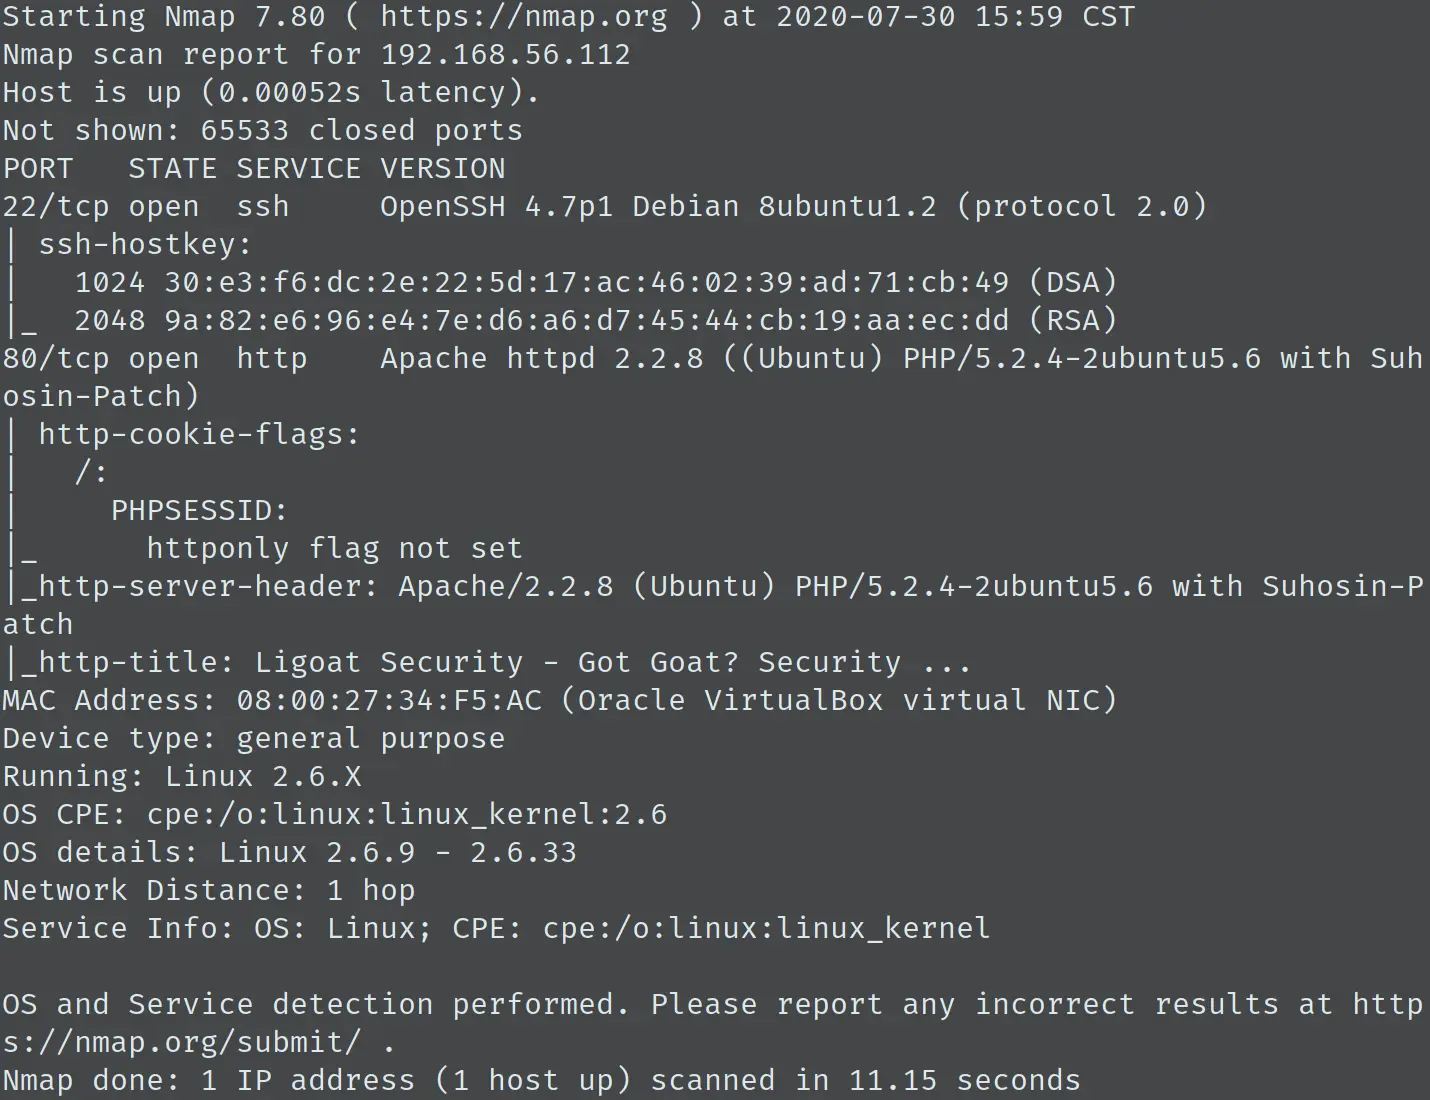 Starting Nmap 7.80 ( https://nmap.org ) at 2020-07-30 15:59 CST
Nmap scan report for 192.168.56.112
Host is up (0.00052s latency).
Not shown: 65533 closed ports
PORT   STATE SERVICE VERSION
22/tcp open  ssh     OpenSSH 4.7p1 Debian 8ubuntu1.2 (protocol 2.0)
| ssh-hostkey:
|   1024 30:e3:f6:dc:2e:22:5d:17:ac:46:02:39:ad:71:cb:49 (DSA)
|_  2048 9a:82:e6:96:e4:7e:d6:a6:d7:45:44:cb:19:aa:ec:dd (RSA)
80/tcp open  http    Apache httpd 2.2.8 ((Ubuntu) PHP/5.2.4-2ubuntu5.6 with Suh
osin-Patch)
| http-cookie-flags:
|   /:
|     PHPSESSID:
|_      httponly flag not set
|_http-server-header: Apache/2.2.8 (Ubuntu) PHP/5.2.4-2ubuntu5.6 with Suhosin-P
atch
|_http-title: Ligoat Security - Got Goat? Security ...
MAC Address: 08:00:27:34:F5:AC (Oracle VirtualBox virtual NIC)
Device type: general purpose
Running: Linux 2.6.X
OS CPE: cpe:/o:linux:linux_kernel:2.6
OS details: Linux 2.6.9 - 2.6.33
Network Distance: 1 hop
Service Info: OS: Linux; CPE: cpe:/o:linux:linux_kernel

OS and Service detection performed. Please report any incorrect results at http
s://nmap.org/submit/ .
Nmap done: 1 IP address (1 host up) scanned in 11.15 seconds